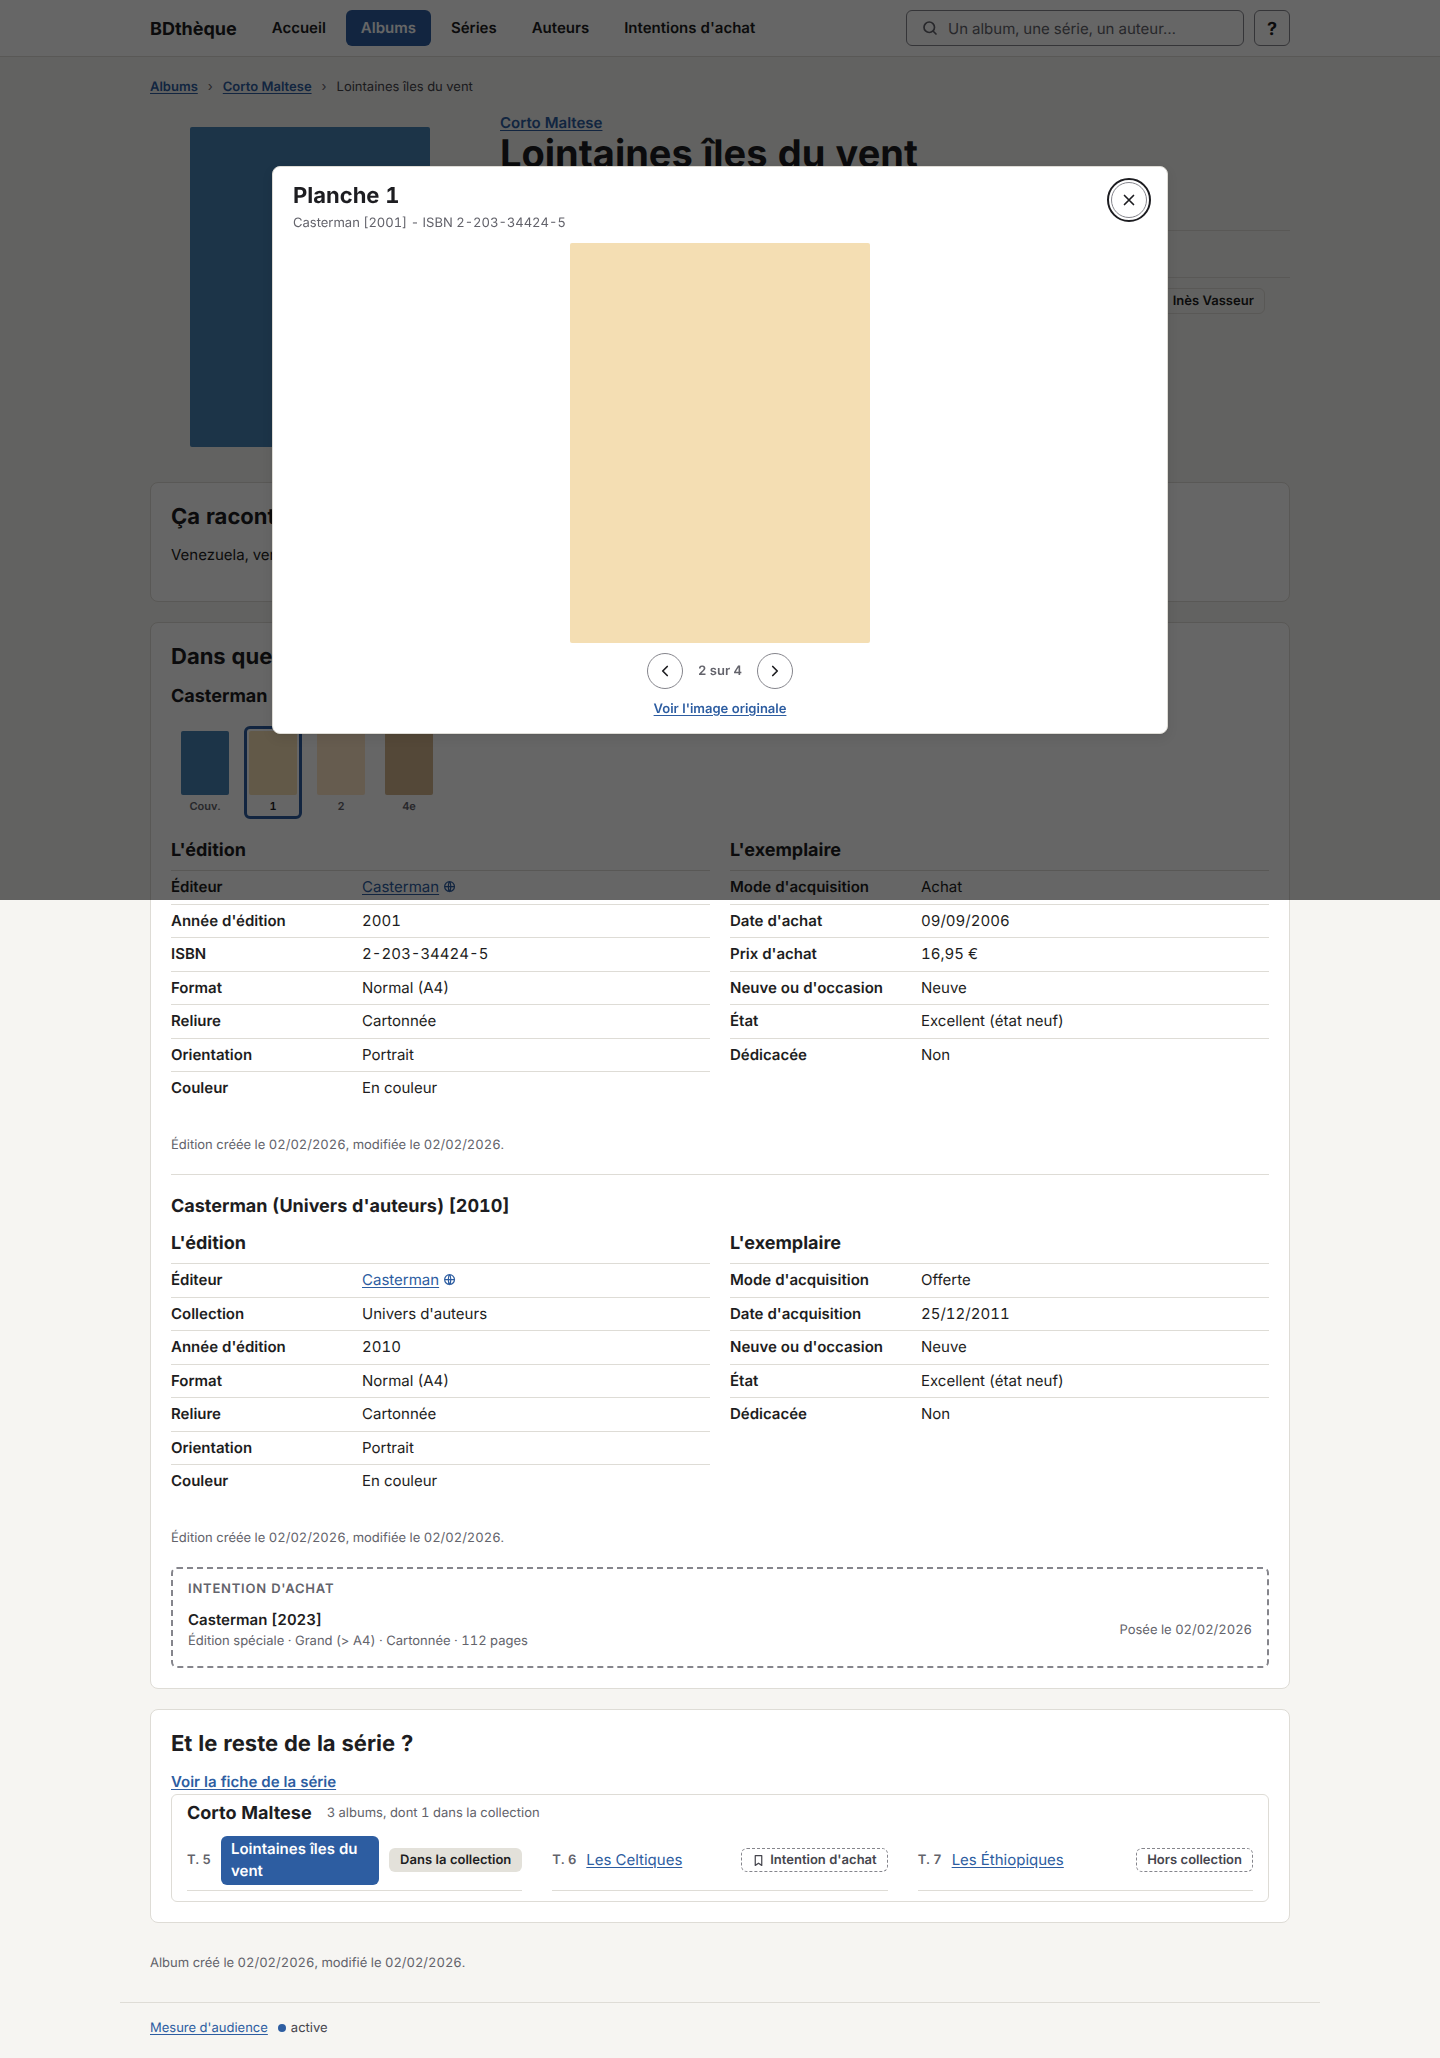 BDthèque
Accueil
Albums
Séries
Auteurs
Intentions d'achat
Un album, une série, un auteur...
?
Albums › Corto Maltese › Lointaines îles du vent
Corto Maltese
Lointaines îles du vent
Planche 1
Casterman [2001] - ISBN 2-203-34424-5
Inès Vasseur
2 sur 4
Voir l'image originale
Ça
Venezuela,
Dans
Casterman
Couv.
1
2
4e
L'édition
Éditeur Casterman
Année d'édition 2001
ISBN 2-203-34424-5
Format Normal (A4)
Reliure Cartonnée
Orientation Portrait
Couleur En couleur
L'exemplaire
Mode d'acquisition Achat
Date d'achat 09/09/2006
Prix d'achat 16,95 €
Neuve ou d'occasion Neuve
État Excellent (état neuf)
Dédicacée Non
Édition créée le 02/02/2026, modifiée le 02/02/2026.
Casterman (Univers d'auteurs) [2010]
L'édition
Éditeur Casterman
Collection Univers d'auteurs
Année d'édition 2010
Format Normal (A4)
Reliure Cartonnée
Orientation Portrait
Couleur En couleur
L'exemplaire
Mode d'acquisition Offerte
Date d'acquisition 25/12/2011
Neuve ou d'occasion Neuve
État Excellent (état neuf)
Dédicacée Non
Édition créée le 02/02/2026, modifiée le 02/02/2026.
INTENTION D'ACHAT
Casterman [2023]
Édition spéciale · Grand (> A4) · Cartonnée · 112 pages
Posée le 02/02/2026
Et le reste de la série ?
Voir la fiche de la série
Corto Maltese 3 albums, dont 1 dans la collection
T. 5 Lointaines îles du
vent
Dans la collection
T. 6 Les Celtiques Intention d'achat
T. 7 Les Éthiopiques Hors collection
Album créé le 02/02/2026, modifié le 02/02/2026.
Mesure d'audience active